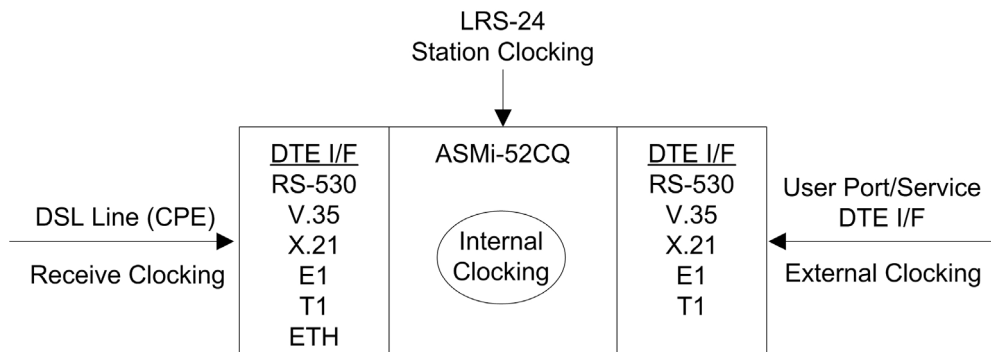 LRS-24
Station Clocking
DSL Line (CPE)
Receive Clocking
DTE I/F
RS-530
V.35
X.21
E1
T1
ETH
ASMi-52CQ
Internal
Clocking
DTE I/F
RS-530
V.35
X.21
E1
T1
User Port/Service
DTE I/F
External Clocking